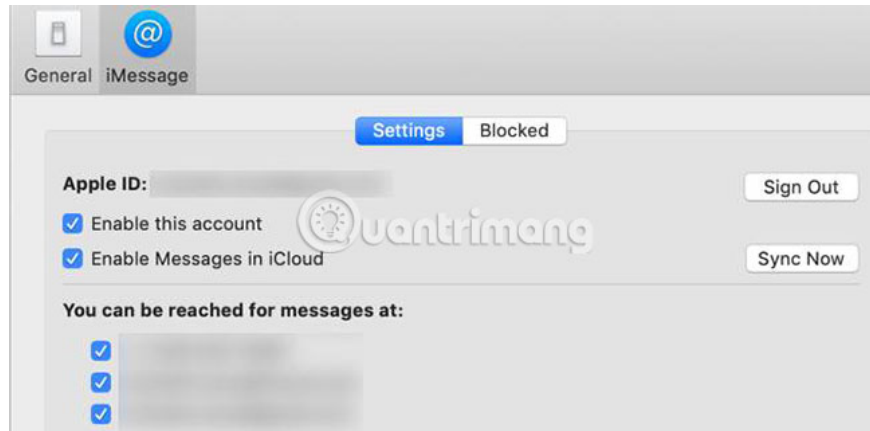 General iMessage
Settings Blocked
Apple ID:
Sign Out
Enable this account
Quantrimang
Enable Messages in iCloud
Sync Now
You can be reached for messages at: